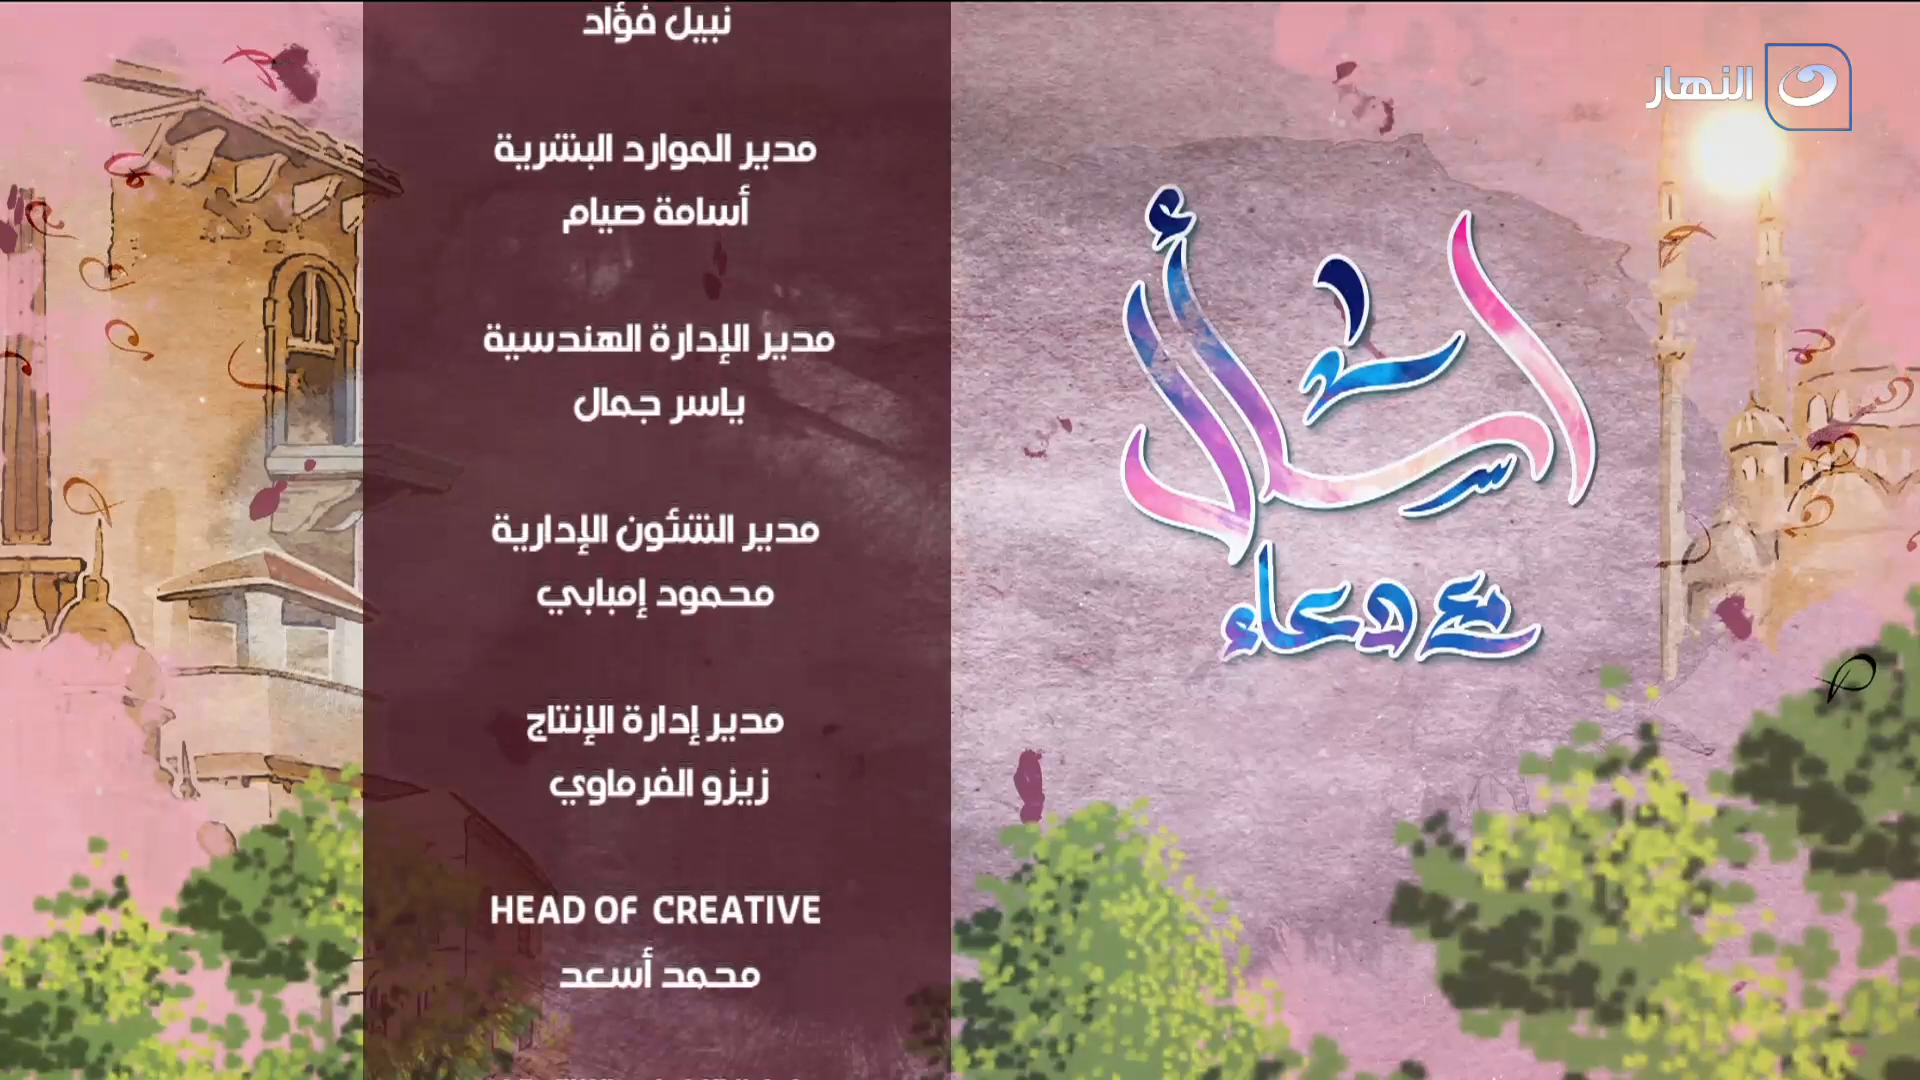 نبيل فؤاد
مدير الموارد البشرية
أسامة صيام
مدير الإدارة الهندسية
ياسر جمال
مدير الشئون الإدارية
محمود إمبابي
مدير إدارة الإنتاج
زيزو الفرماوي
HEAD OF CREATIVE
محمد أسعد
النهار
اسأل
مع دعاء